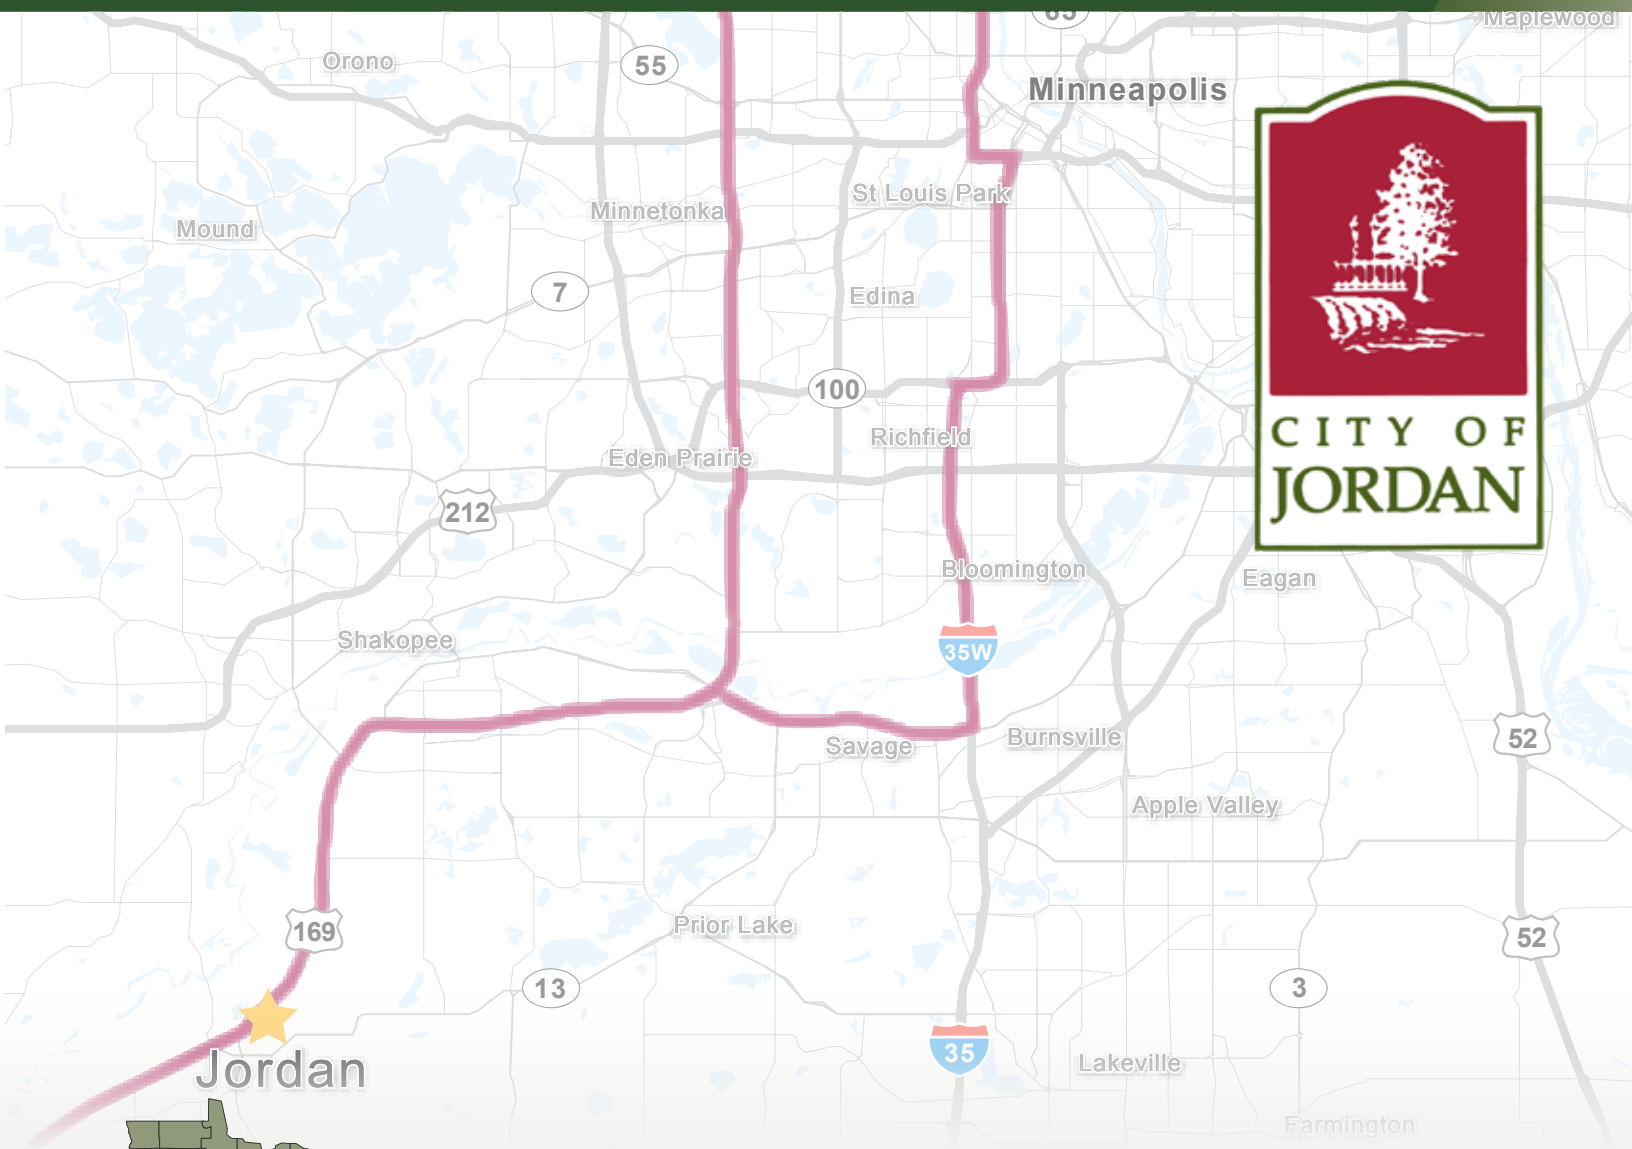 65
Maplewood
Orono
55
Minneapolis
St Louis Park
Minnetonka
Mound
7
Edina
100
Richfield
CITY OF
JORDAN
Eden Prairie
212
Bloomington
Eagan
Shakopee
35W
Savage
Burnsville
52
Apple Valley
169
Prior Lake
52
13
3
35
Jordan
Lakeville
Farmington